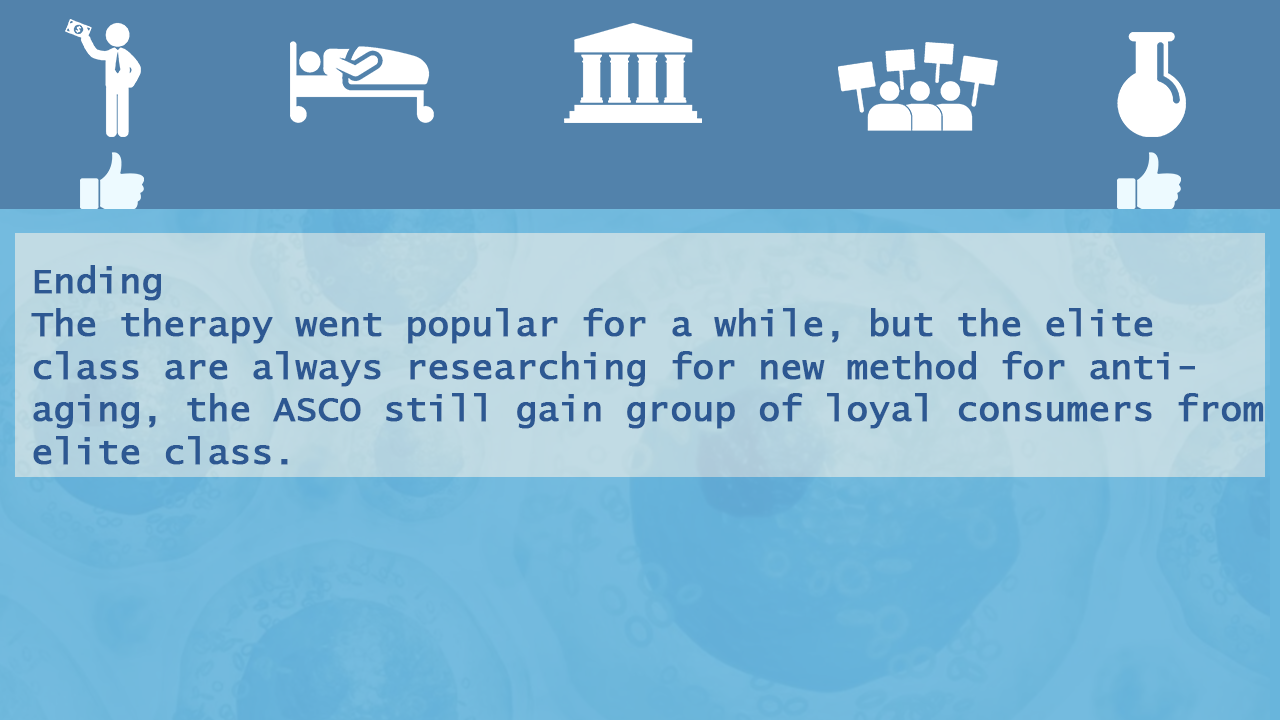 Ending
The therapy went popular for a while, but the elite
class are always researching for new method for anti-
aging, the ASCO still gain group of loyal consumers from
elite class.